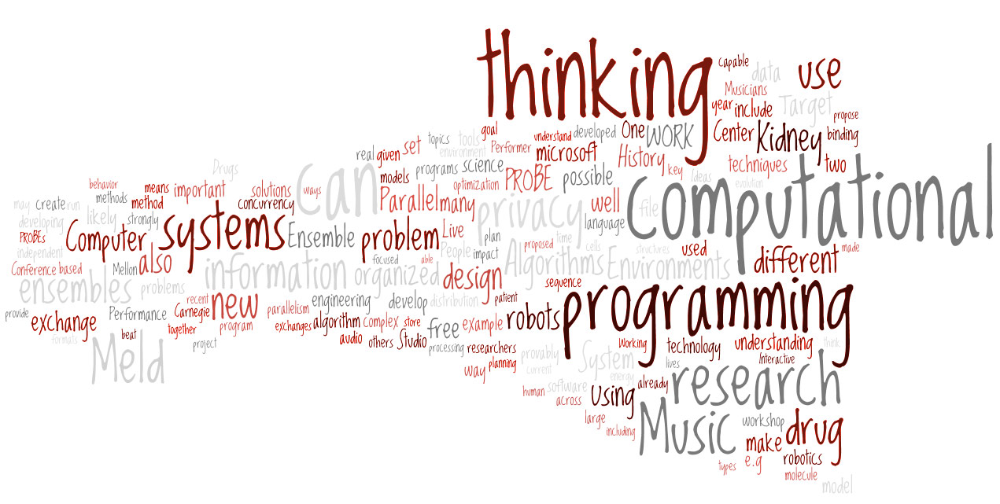 thinking
capable
data
use
Musicians
year
include
Target
propose
goal
understand
developed
One
WORK
Center
Kidney
binding
topics
tools
environment
Performer
microsoft
real
given
set
History
key
techniques
two
Drugs
Can
models
programs
science
optimization
PROBE
possible
Ideas
evolution
Computational
behavior
means
important
solutions
ways
concurrency
Parallel
many
privacy
well
language
file
may
create
run
methods
method
developing
likely
strongly
PROBEs
Computer
systems
Ensemble
problem
Live
plan
time
proposed
cells
structures
used
different
made
independent
Conference
based
Mellon
also
information
focused
able
People
impact
Algorithms
Environments
organized
design
sequence
ensembles
problems
recent
new
Carnegie
parallelism
engineering
develop
distribution
patient
robots
programming
provide
exchange
Performance
together
program
exchanges
algorithm
complex
store
free
example
formalis
beat
project
audio
others
Studio
processing
researchers
Working
technology
understanding
think
Interactive
Meld
way
planning
provably
current
System
energy
lives
research
human
software
across
Using
already
large
including
Music
workshop
make
drug
e.g
robotics
types
molecule
model